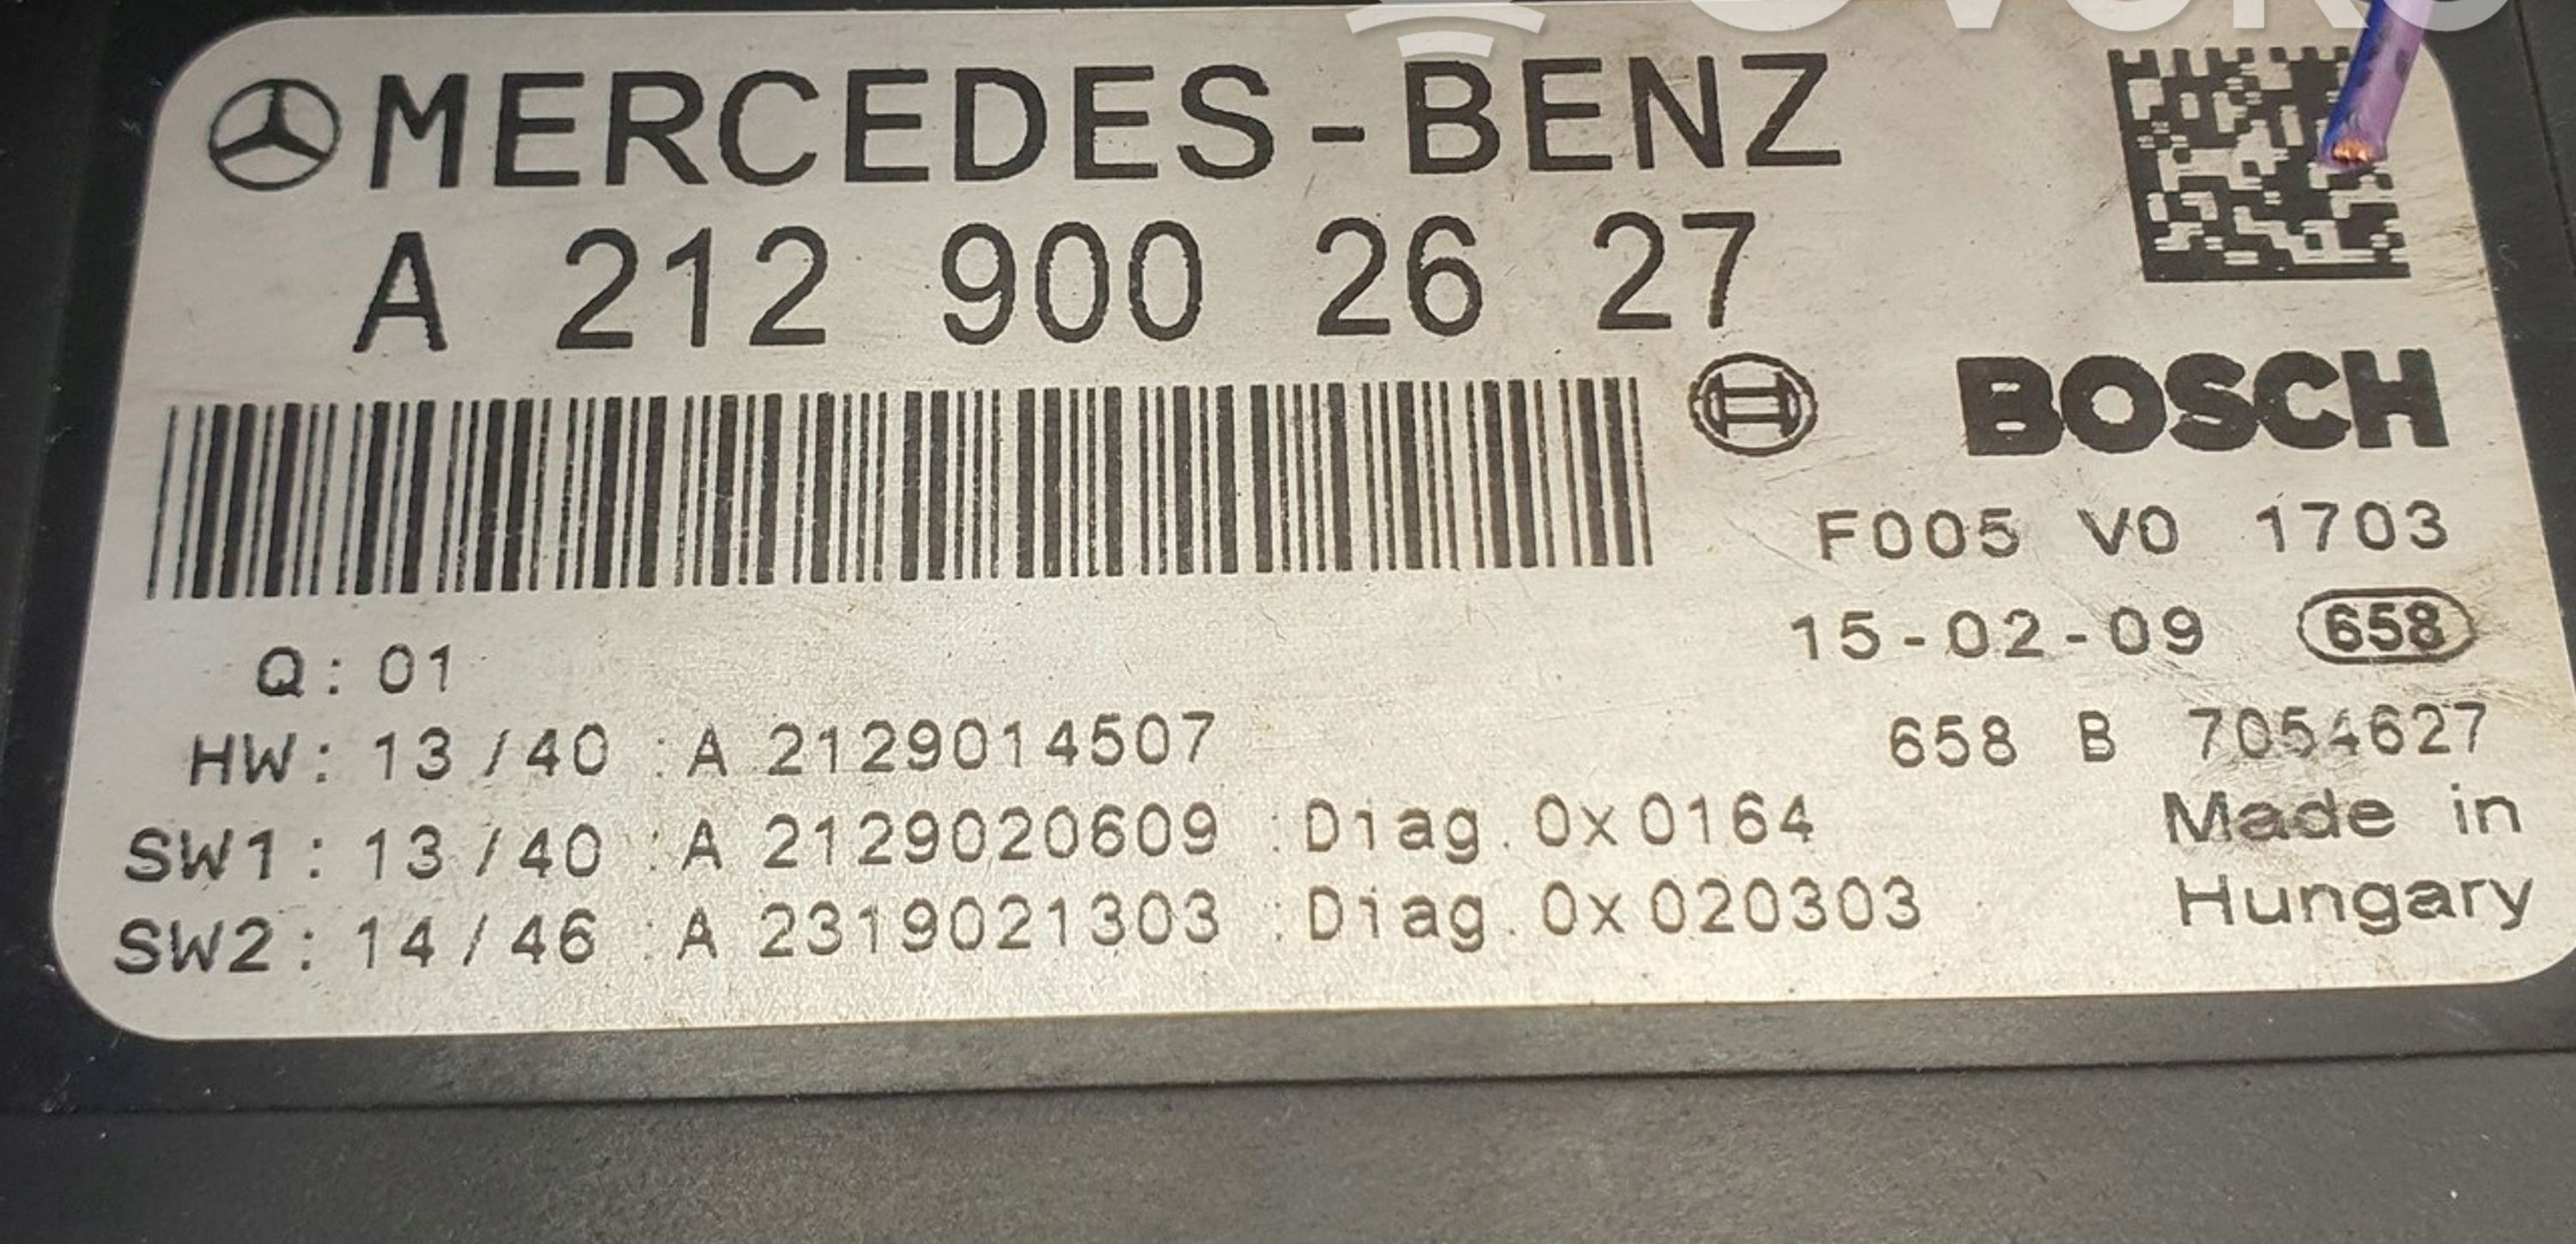 MERCEDES-BENZ
A 212 900 26 27
BOSCH
F005 V0 1703
15-02-09 658
Q: 01
HW: 13/40 :A 2129014507
658 B 7054627
SW1: 13/40 :A 2129020609 :Diag.0x0164
Made in
SW2: 14/46 :A 2319021303 :Diag.0x020303
Hungary